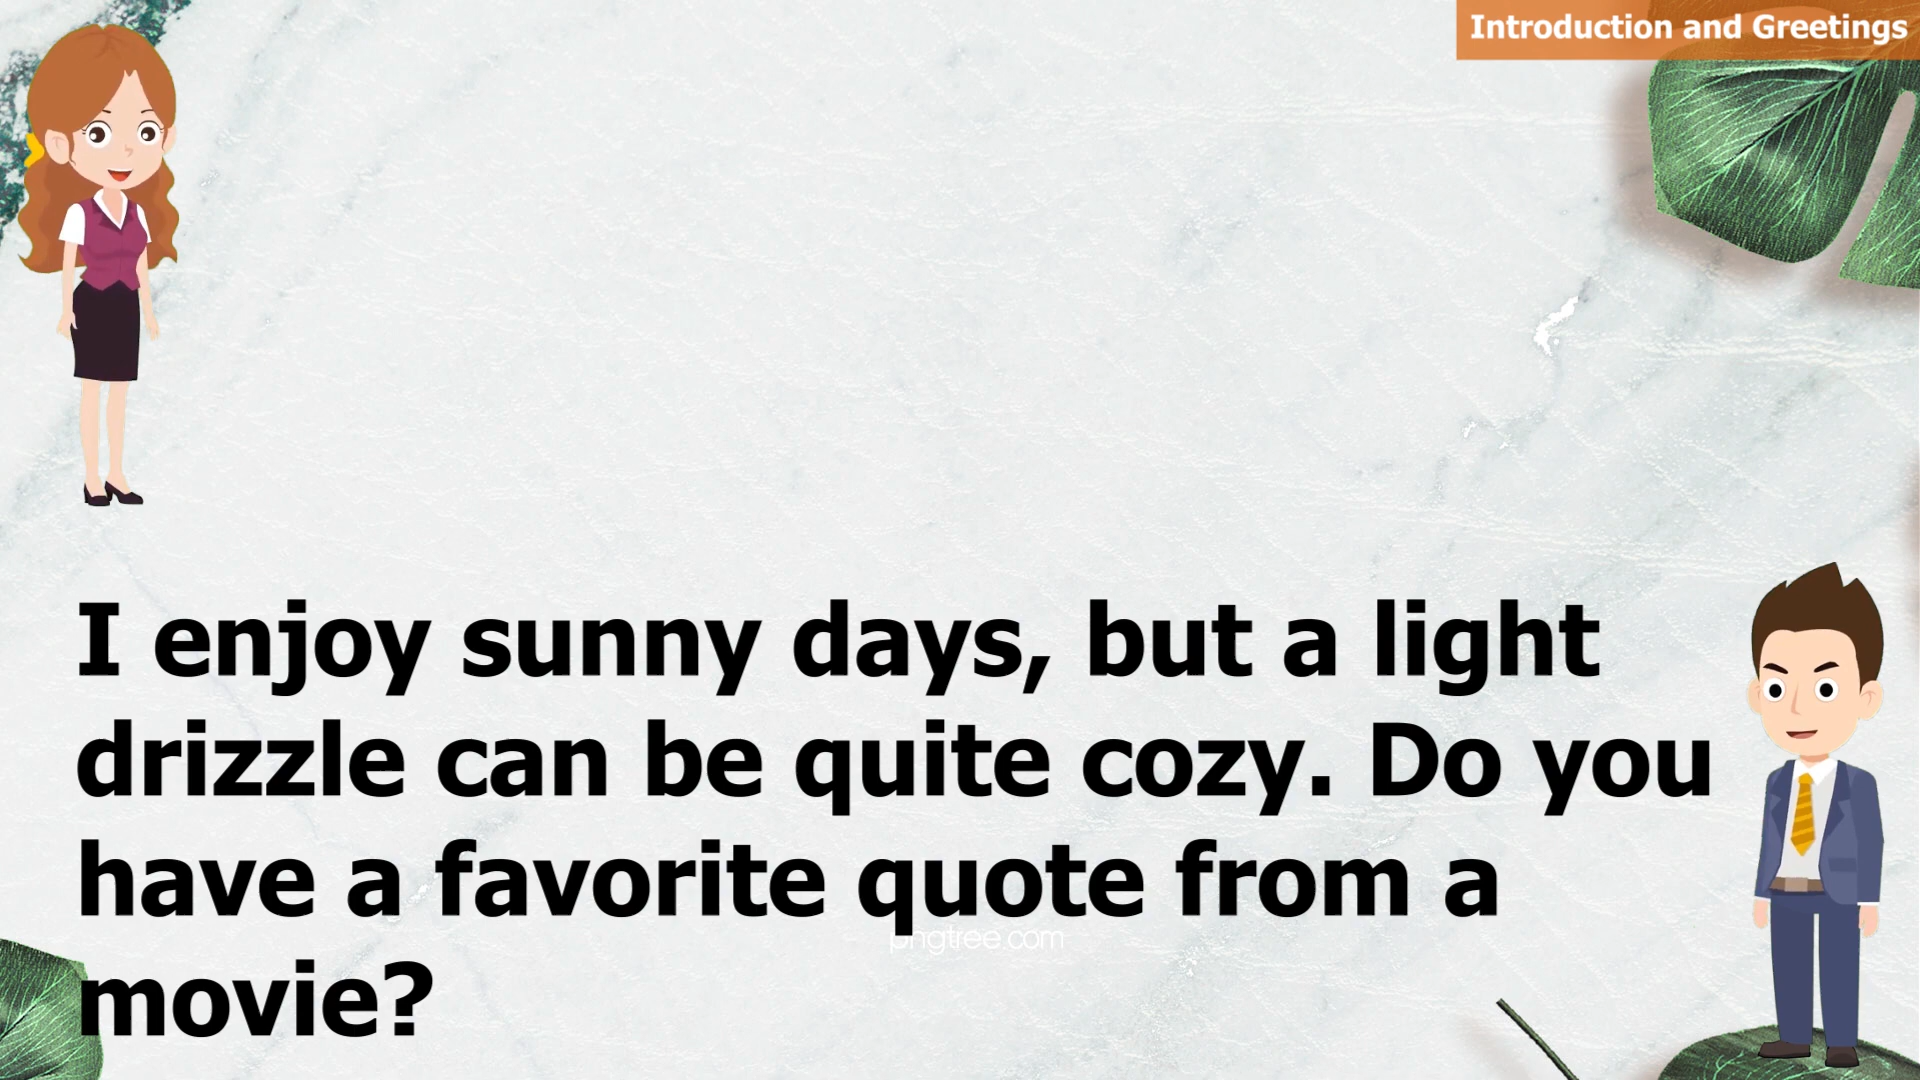 Introduction and Greetings
I enjoy sunny days, but a light
drizzle can be quite cozy. Do you
have a favorite quote from a
movie?
pngtree.com